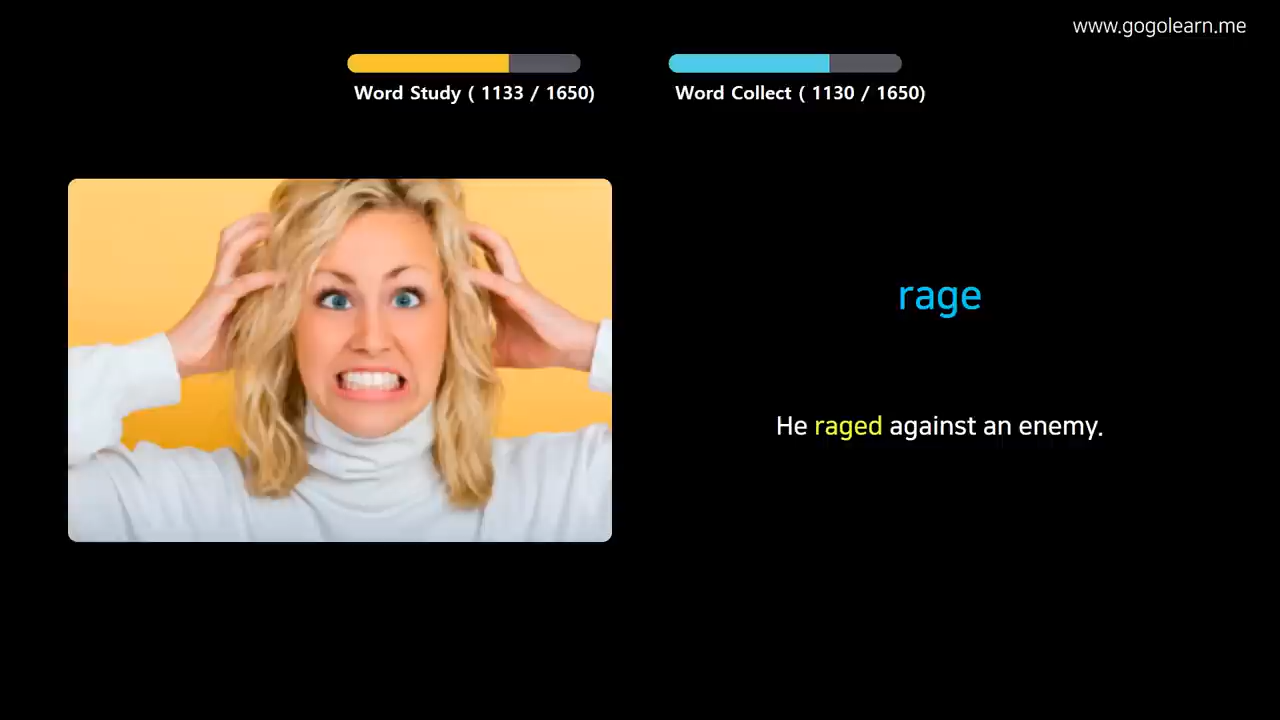 www.gogolearn.me
Word Study ( 1133 / 1650)
Word Collect ( 1130 / 1650)
rage
He raged against an enemy.